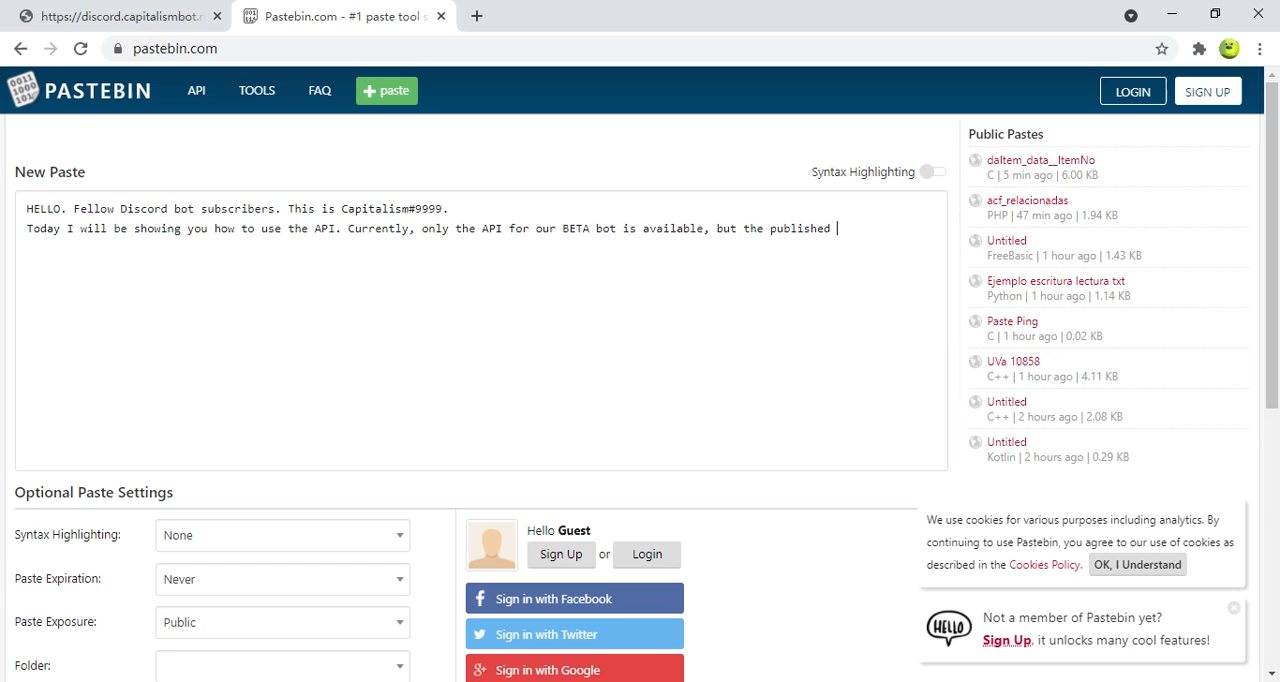 https://discord.capitalismbot.
Pastebin.com - #1 paste tool
pastebin.com
PASTEBIN
API
TOOLS
FAQ
+ paste
LOGIN
SIGN UP
New Paste
Syntax Highlighting
HELLO. Fellow Discord bot subscribers. This is Capitalism#9999.
Today I will be showing you how to use the API. Currently, only the API for our BETA bot is available, but the published
Public Pastes
daItem_data__ItemNo
C | 5 min ago | 6.00 KB
acf_relacionadas
PHP | 47 min ago | 1.94 KB
Untitled
FreeBasic | 1 hour ago | 1.43 KB
Ejemplo escritura lectura txt
Python | 1 hour ago | 1.14 KB
Paste Ping
C | 1 hour ago | 0.02 KB
UVa 10858
C++ | 1 hour ago | 4.11 KB
Untitled
C++ | 2 hours ago | 2.08 KB
Untitled
Kotlin | 2 hours ago | 0.29 KB
Optional Paste Settings
Syntax Highlighting:
None
Paste Expiration:
Never
Paste Exposure:
Public
Folder:
Hello Guest
Sign Up
or
Login
Sign in with Facebook
Sign in with Twitter
Sign in with Google
We use cookies for various purposes including analytics. By
continuing to use Pastebin, you agree to our use of cookies as
described in the Cookies Policy.
OK, I Understand
HELLO
Not a member of Pastebin yet?
Sign Up, it unlocks many cool features!